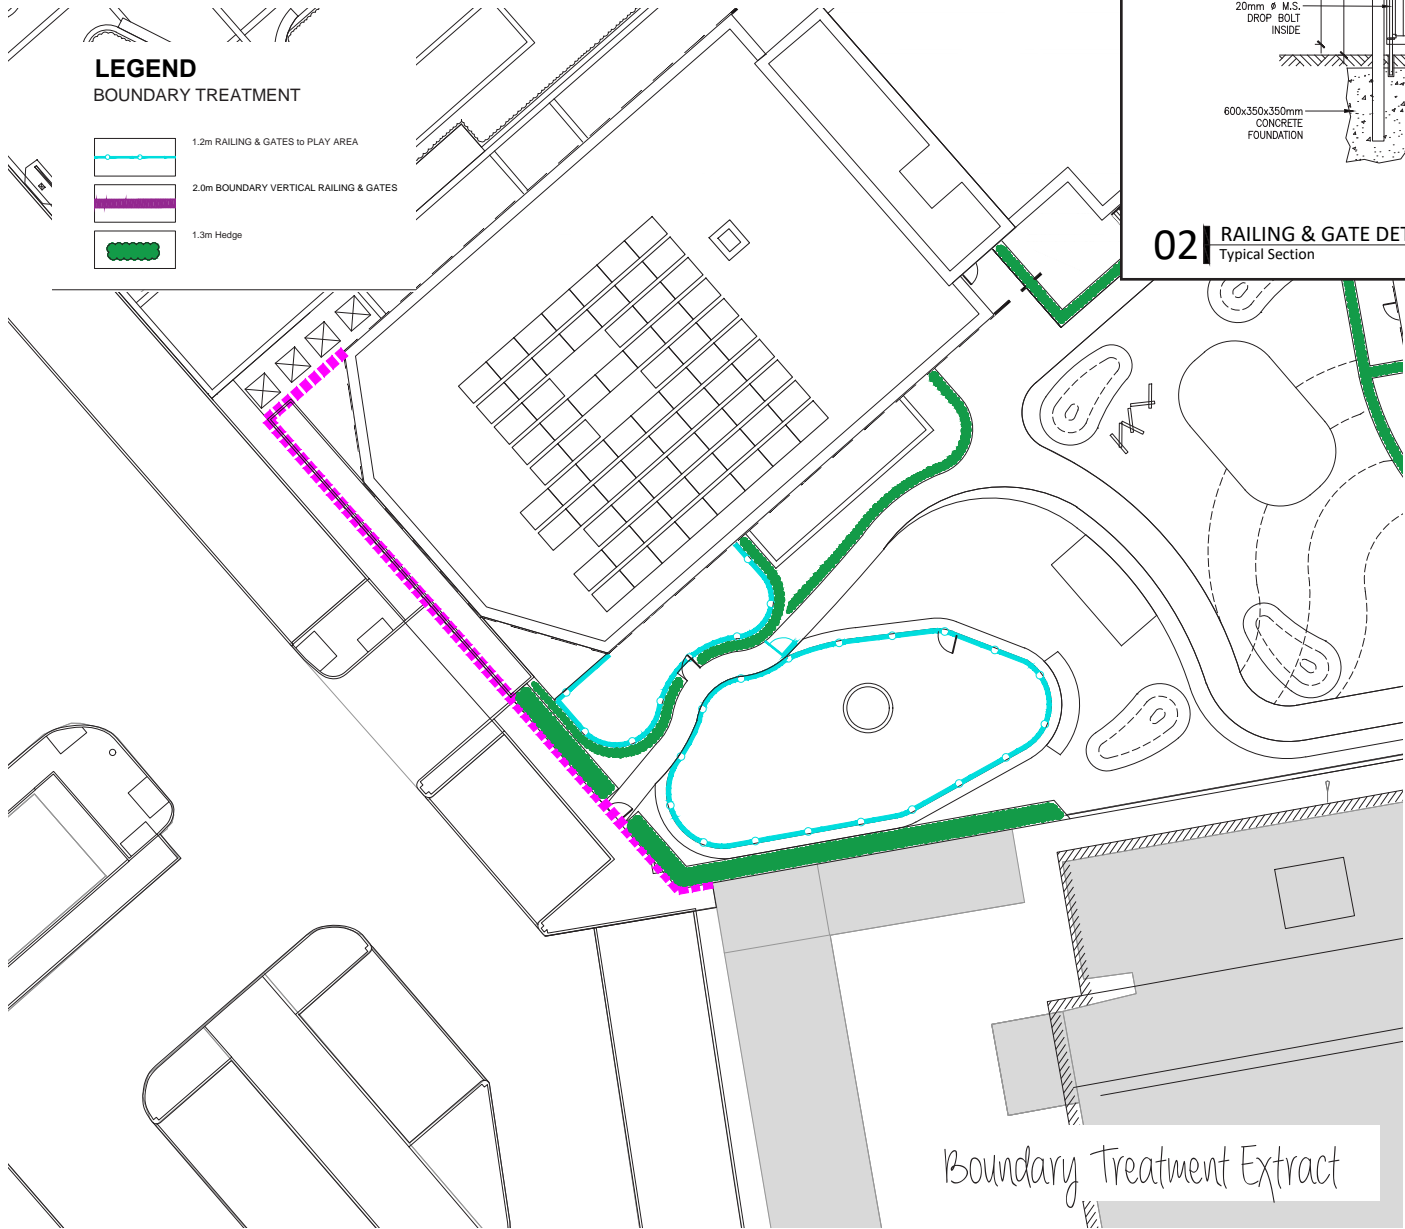 LEGEND
BOUNDARY TREATMENT
1.2m RAILING & GATES to PLAY AREA
2.0m BOUNDARY VERTICAL RAILING & GATES
1.3m Hedge
20mm ø M.S.
DROP BOLT
INSIDE
600x350x350mm
CONCRETE
FOUNDATION
02 RAILING & GATE DET
Typical Section
Boundary Treatment Extract